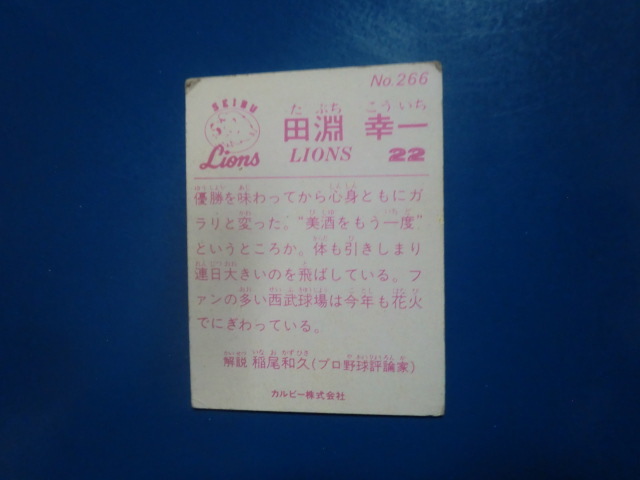 No.266
SEIBU
Lions
たぶち こういち
田淵 幸一
LIONS 22
優勝を味わってから心身ともにガ
ラリと変った。“美酒をもう一度”
というところか。体も引きしまり
連日大きいのを飛ばしている。フ
ァンの多い西武球場は今年も花火
でにぎわっている。
解説 稲尾和久(プロ野球評論家)
カルビー株式会社